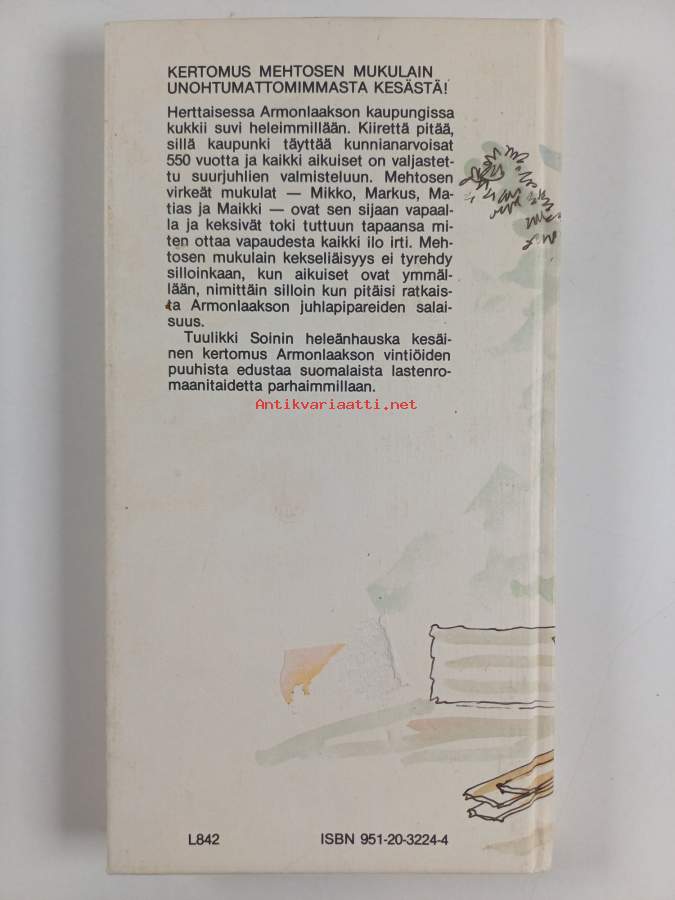 KERTOMUS MEHTOSEN MUKULAIN
UNOHTUMATTOMIMMASTA KESÄSTÄ!
Herttaisessa Armonlaakson kaupungissa
kukkii suvi heleimmillään. Kiirettä pitää,
sillä kaupunki täyttää kunnianarvoisat
550 vuotta ja kaikki aikuiset on valjastet-
tu suurjuhlien valmisteluun. Mehtosen
virkeät mukulat — Mikko, Markus, Ma-
tias ja Maikki — ovat sen sijaan vapaal-
la ja keksivät toki tuttuun tapaansa mi-
ten ottaa vapaudesta kaikki ilo irti. Meh-
tosen mukulain kekseliäisyys ei tyrehdy
silloinkaan, kun aikuiset ovat ymmäl-
lään, nimittäin silloin kun pitäisi ratkais-
ta Armonlaakson juhlapipareiden salai-
suus.
Tuulikki Soinin heleänhauska kesäi-
nen kertomus Armonlaakson vintiöiden
puuhista edustaa suomalaista lastenro-
maanitaidetta parhaimmillaan.
Antikvariaatti.net
L842 ISBN 951-20-3224-4